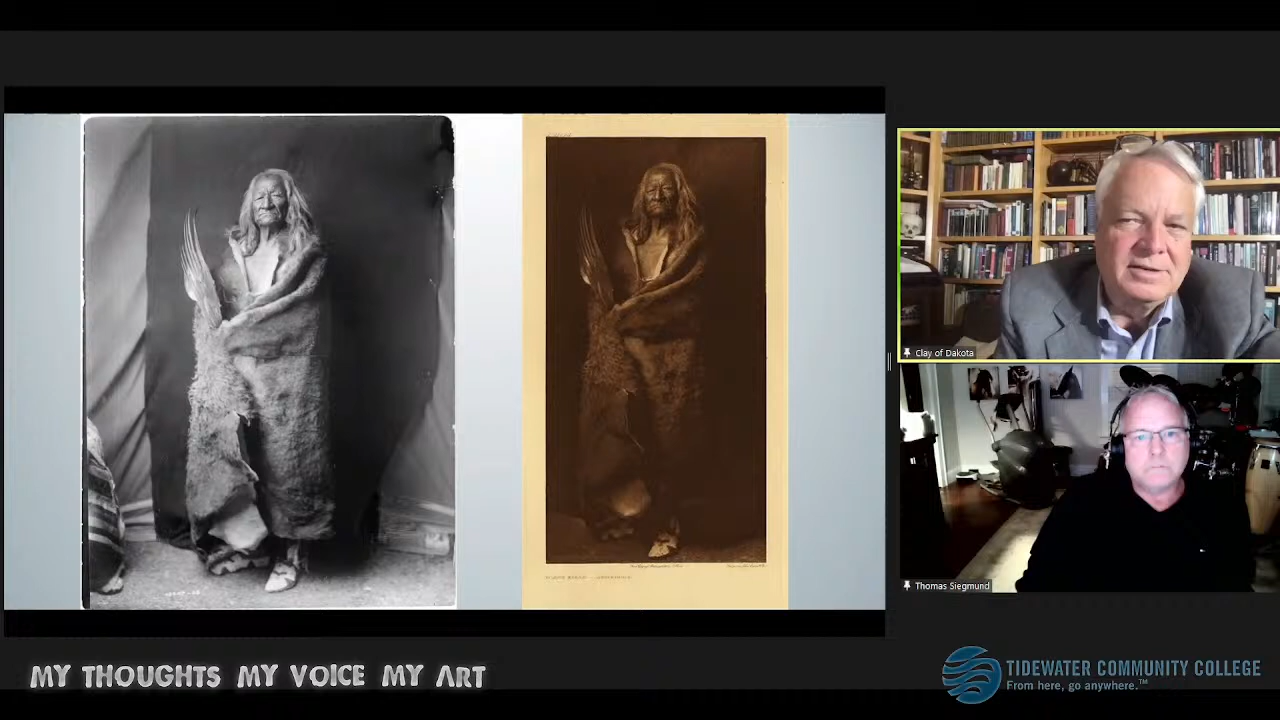 Clay of Dakota
Thomas Siegmund
MY THOUGHTS MY VOICE MY ART
TIDEWATER COMMUNITY COLLEGE
From here, go anywhere.™